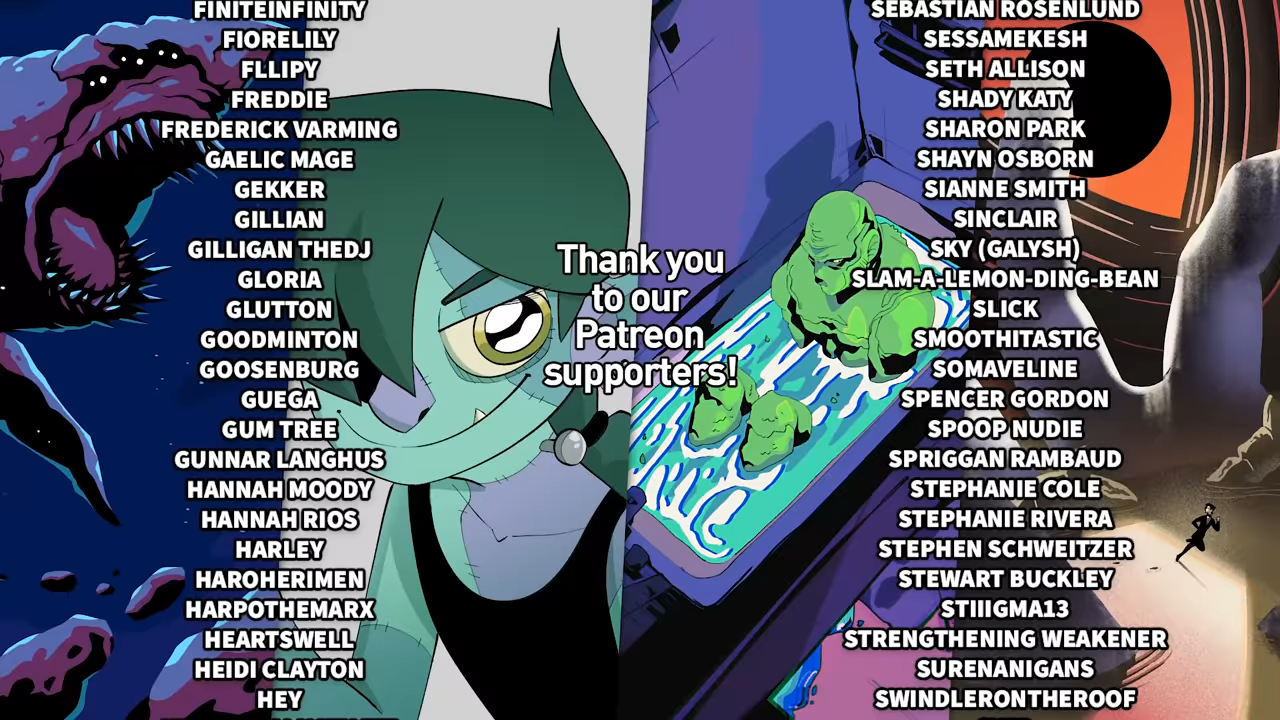 FINITEINFINITY
FIORELILY
FLLIPY
FREDDIE
FREDERICK VARMING
GAELIC MAGE
GEKKER
GILLIAN
GILLIGAN THEDJ
GLORIA
GLUTTON
GOODMINTON
GOOSENBURG
GUEGA
GUM TREE
GUNNAR LANGHUS
HANNAH MOODY
HANNAH RIOS
HARLEY
HAROHERIMEN
HARPOTHEMARX
HEARTSWELL
HEIDI CLAYTON
HEY
Thank you
to our
Patreon
supporters!
SEBASTIAN ROSENLUND
SESSAMEKESH
SETH ALLISON
SHADY KATY
SHARON PARK
SHAYN OSBORN
SIANNE SMITH
SINCLAIR
SKY (GALYSH)
SLAM-A-LEMON-DING-BEAN
SLICK
SMOOTHITASTIC
SOMAVELINE
SPENCER GORDON
SPOOP NUDIE
SPRIGGAN RAMBAUD
STEPHANIE COLE
STEPHANIE RIVERA
STEPHEN SCHWEITZER
STEWART BUCKLEY
STIIIGMA13
STRENGTHENING WEAKENER
SURENANIGANS
SWINDLERONTHEROOF